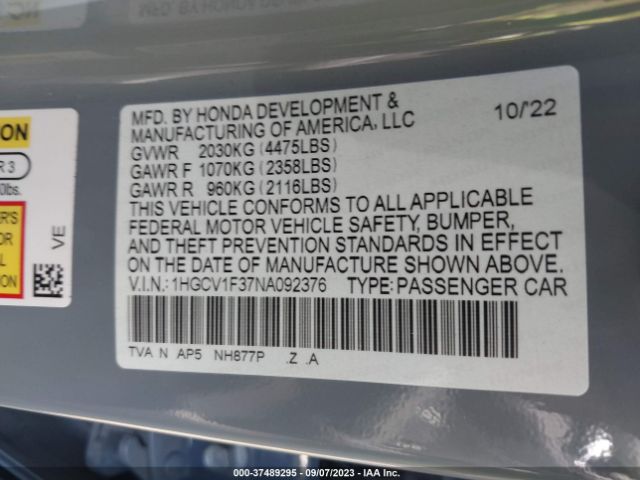 MFD. BY HONDA DEVELOPMENT &
MANUFACTURING OF AMERICA, LLC
10/'22
GVWR 2030KG (4475LBS)
GAWR F 1070KG (2358LBS)
GAWR R 960KG (2116LBS)
THIS VEHICLE CONFORMS TO ALL APPLICABLE
FEDERAL MOTOR VEHICLE SAFETY, BUMPER,
AND THEFT PREVENTION STANDARDS IN EFFECT
ON THE DATE OF MANUFACTURE SHOWN ABOVE.
V.I.N.: 1HGCV1F37NA092376 TYPE: PASSENGER CAR
TVA N AP5 NH877P .Z .A
VE
000-37489295 - 09/07/2023 - IAA Inc.